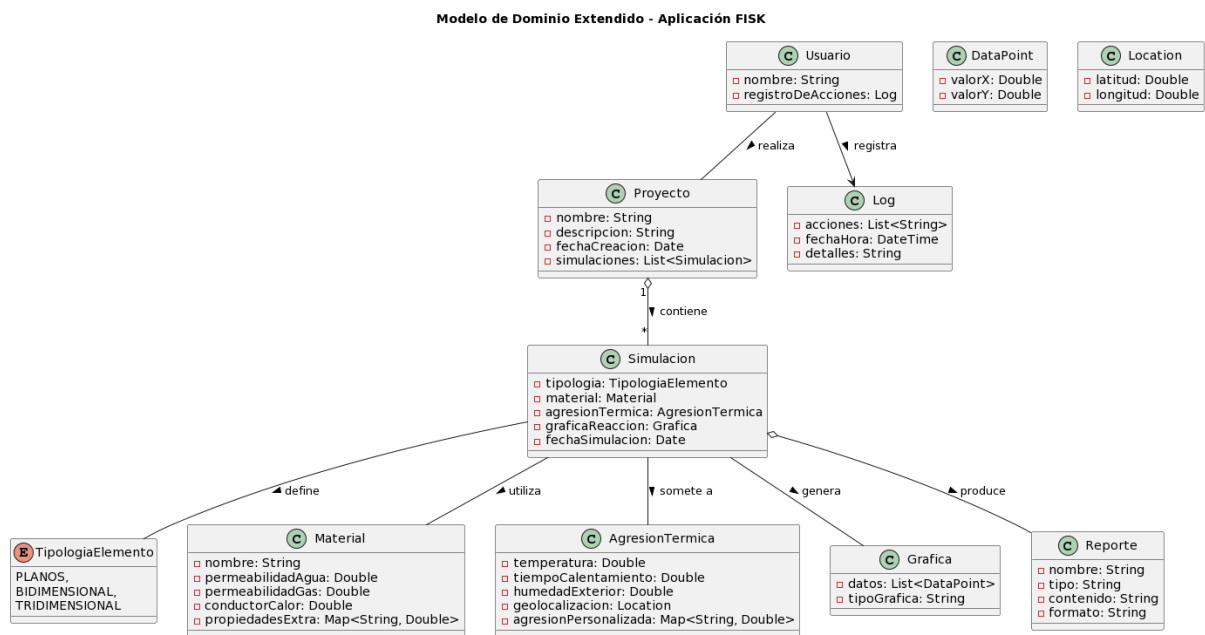 Modelo de Dominio Extendido - Aplicación FISK
C Usuario
nombre: String
registroDeAcciones: Log
C DataPoint
valorX: Double
valorY: Double
C Location
latitud: Double
longitud: Double
realiza
registra
C Proyecto
nombre: String
descripcion: String
fechaCreacion: Date
simulaciones: List<Simulacion>
C Log
acciones: List<String>
fechaHora: DateTime
detalles: String
1
contiene
*
C Simulacion
tipologia: TipologiaElemento
material: Material
agresionTermica: AgresionTermica
graficaReaccion: Grafica
fechaSimulacion: Date
define
utiliza
somete a
genera
produce
E TipologiaElemento
PLANOS,
BIDIMENSIONAL,
TRIDIMENSIONAL
C Material
nombre: String
permeabilidadAgua: Double
permeabilidadGas: Double
conductorCalor: Double
propiedadesExtra: Map<String, Double>
C AgresionTermica
temperatura: Double
tiempoCalentamiento: Double
humedadExterior: Double
geolocalizacion: Location
agresionPersonalizada: Map<String, Double>
C Grafica
datos: List<DataPoint>
tipoGrafica: String
C Reporte
nombre: String
tipo: String
contenido: String
formato: String